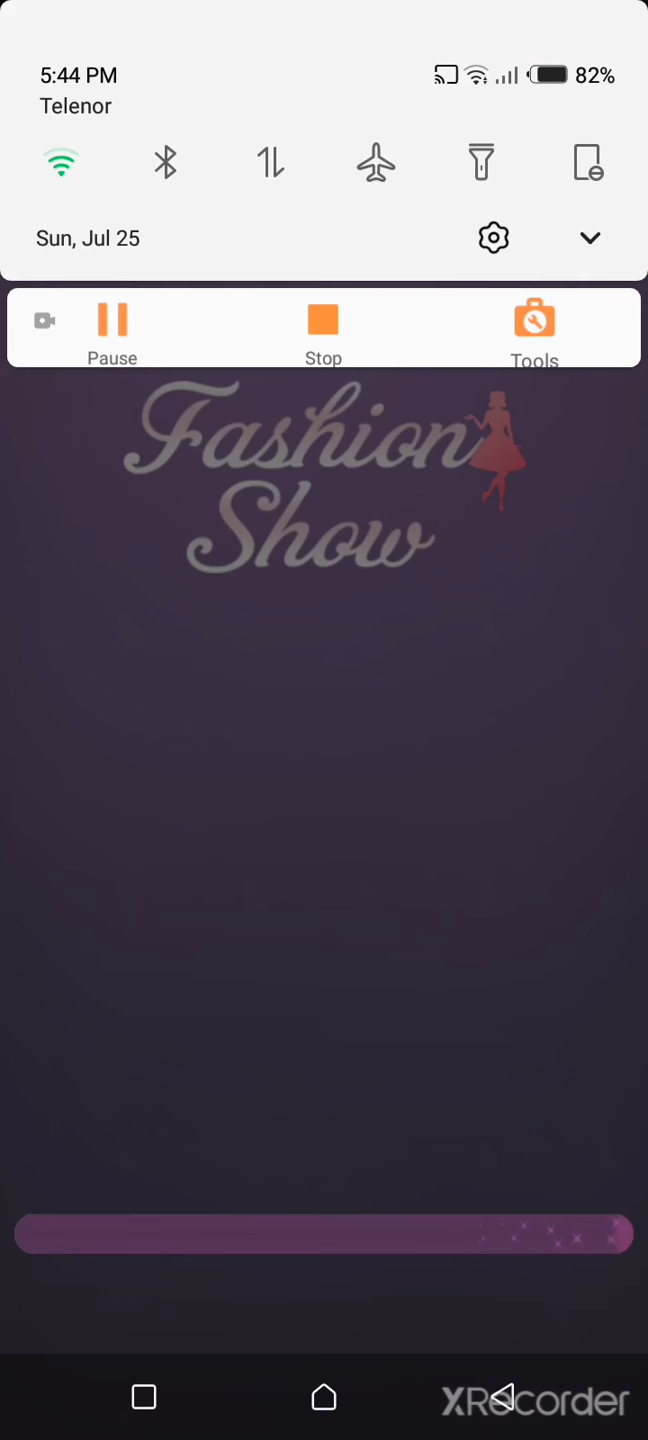 5:44 PM
82%
Telenor
Sun, Jul 25
Pause
Stop
Tools
Fashion
Show
XRecorder